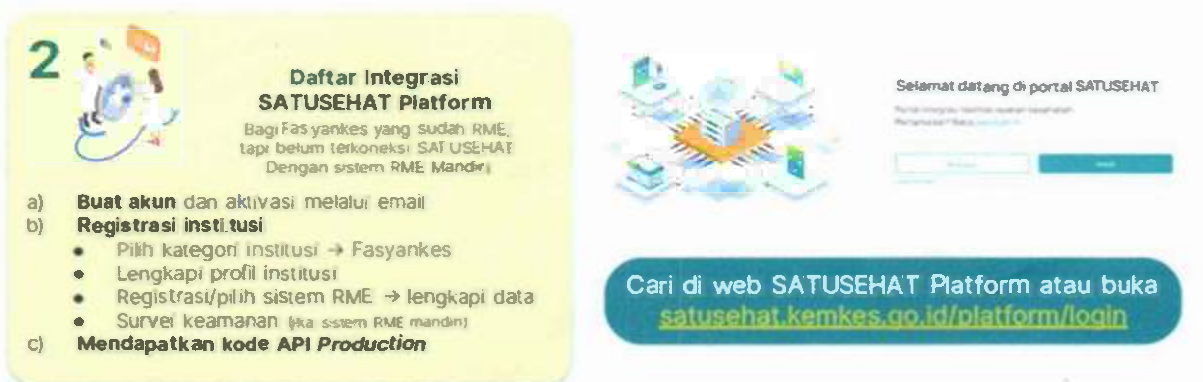 2
Daftar Integrasi
SATUSEHAT Platform
Bagi Fasyankes yang sudah RME,
tapi belum terkoneksi SATUSEHAT
Dengan sistem RME Mandiri
a) Buat akun dan aktivasi melalui email
b) Registrasi institusi
• Pilih kategori institusi → Fasyankes
• Lengkapi profil institusi
• Registrasi/pilih sistem RME → lengkapi data
• Survei keamanan (jika sistem RME mandiri)
c) Mendapatkan kode API Production
Selamat datang di portal SATUSEHAT
Cari di web SATUSEHAT Platform atau buka
satusehat.kemkes.go.id/platform/login